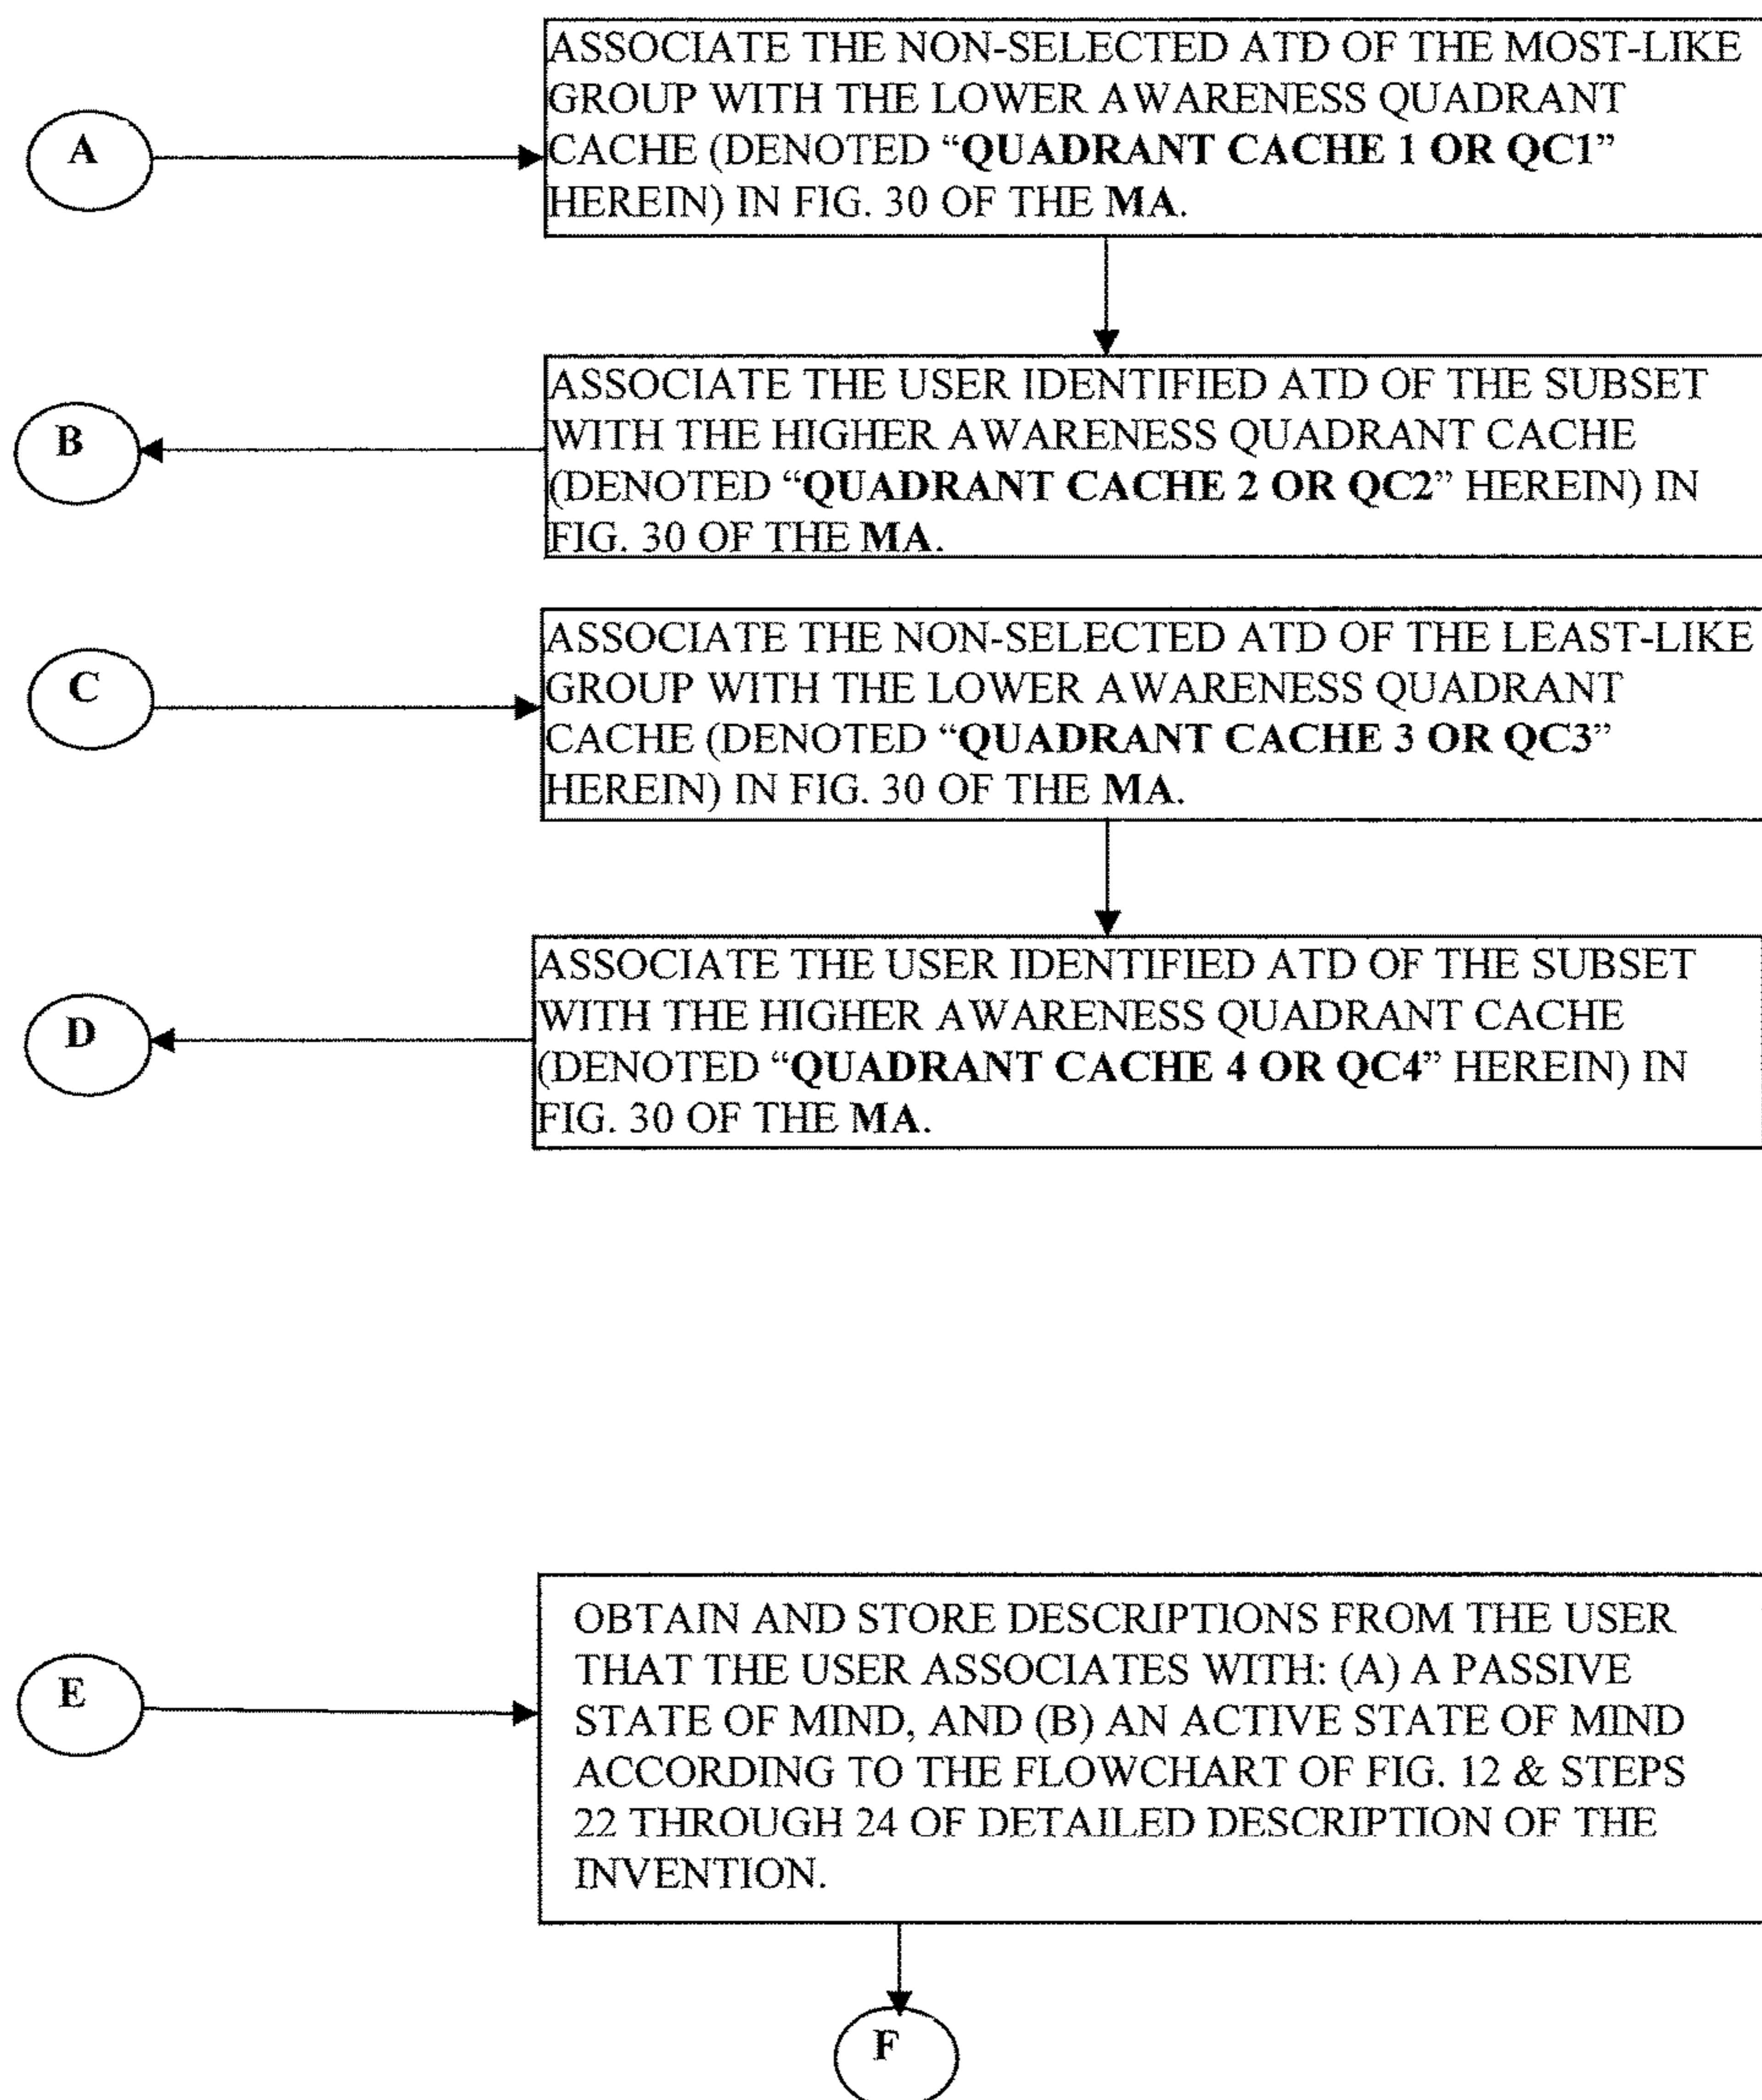 ASSOCIATE THE NON-SELECTED ATD OF THE MOST-LIKE
GROUP WITH THE LOWER AWARENESS QUADRANT
CACHE (DENOTED “QUADRANT CACHE 1 OR QC1”
HEREIN) IN FIG. 30 OF THE MA.
A
ASSOCIATE THE USER IDENTIFIED ATD OF THE SUBSET
WITH THE HIGHER AWARENESS QUADRANT CACHE
(DENOTED “QUADRANT CACHE 2 OR QC2” HEREIN) IN
FIG. 30 OF THE MA.
B
ASSOCIATE THE NON-SELECTED ATD OF THE LEAST-LIKE
GROUP WITH THE LOWER AWARENESS QUADRANT
CACHE (DENOTED “QUADRANT CACHE 3 OR QC3”
HEREIN) IN FIG. 30 OF THE MA.
C
ASSOCIATE THE USER IDENTIFIED ATD OF THE SUBSET
WITH THE HIGHER AWARENESS QUADRANT CACHE
(DENOTED “QUADRANT CACHE 4 OR QC4” HEREIN) IN
FIG. 30 OF THE MA.
D
E
OBTAIN AND STORE DESCRIPTIONS FROM THE USER
THAT THE USER ASSOCIATES WITH: (A) A PASSIVE
STATE OF MIND, AND (B) AN ACTIVE STATE OF MIND
ACCORDING TO THE FLOWCHART OF FIG. 12 & STEPS
22 THROUGH 24 OF DETAILED DESCRIPTION OF THE
INVENTION.
F